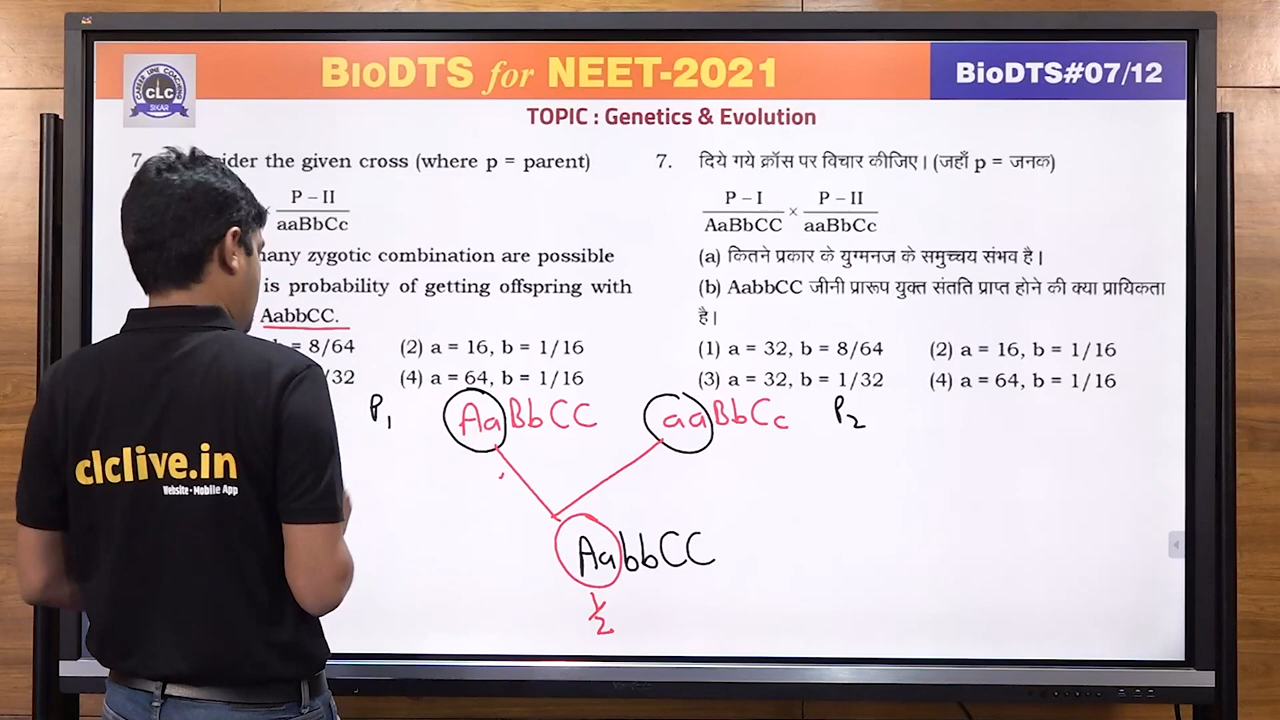 BIODTS for NEET-2021
BioDTS#07/12
CAREER LINE COACHING
CLC
SIKAR
TOPIC : Genetics & Evolution
7. ider the given cross (where p = parent)
× P – II
aaBbCc
many zygotic combination are possible
is probability of getting offspring with
AabbCC.
b = 8/64 (2) a = 16, b = 1/16
/32 (4) a = 64, b = 1/16
7. दिये गये क्रॉस पर विचार कीजिए। (जहाँ p = जनक)
P – I × P – II
AaBbCC aaBbCc
(a) कितने प्रकार के युग्मनज के समुच्चय संभव है।
(b) AabbCC जीनी प्रारूप युक्त संतति प्राप्त होने की क्या प्रायिकता
है।
(1) a = 32, b = 8/64 (2) a = 16, b = 1/16
(3) a = 32, b = 1/32 (4) a = 64, b = 1/16
P1 AaBbCC aaBbCc P2
AabbCC
1/2
clclive.in
Website • Mobile App